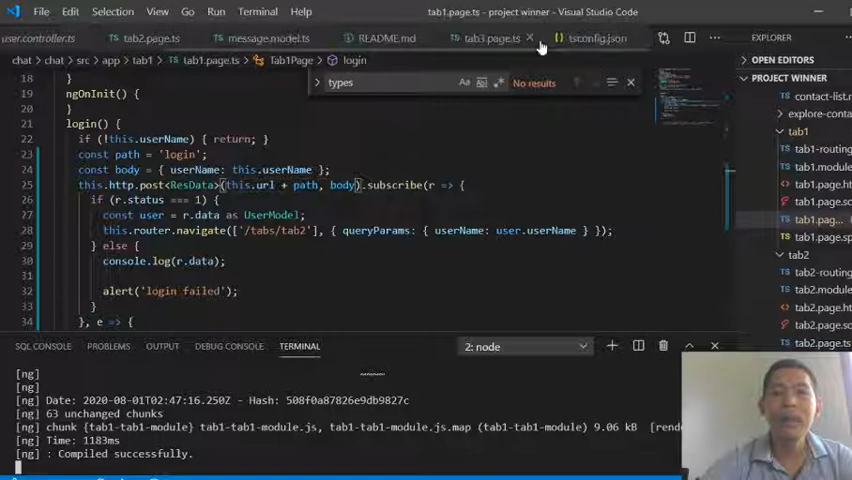 File Edit Selection View Go Run Terminal Help tab1.page.ts - project winner - Visual Studio Code
user.controller.ts tab2.page.ts message.model.ts README.md tab3.page.ts tsconfig.json
EXPLORER
chat > chat > src > app > tab1 > tab1.page.ts > Tab1Page > login
types
Aa Abl .* No results
OPEN EDITORS
PROJECT WINNER
contact-list.m
explore-contac
tab1
tab1-routing
tab1.module
tab1.page.ht
tab1.page.sc
tab1.pag...
tab1.page.sp
tab2
tab2-routing
tab2.module
tab2.page.ht
tab2.page.sc
tab2.page.ts
18 }
19 ngOnInit() {
20 }
21 login() {
22 if (!this.userName) { return; }
23 const path = 'login';
24 const body = { userName: this.userName };
25 this.http.post<ResData>(this.url + path, body).subscribe(r => {
26 if (r.status === 1) {
27 const user = r.data as UserModel;
28 this.router.navigate(['/tabs/tab2'], { queryParams: { userName: user.userName } });
29 } else {
30 console.log(r.data);
31
32 alert('login failed');
33 }
34 }, e => {
SQL CONSOLE PROBLEMS OUTPUT DEBUG CONSOLE TERMINAL 2: node
[ng]
[ng]
[ng] Date: 2020-08-01T02:47:16.250Z - Hash: 508f0a87826e9db9827c
[ng] 63 unchanged chunks
[ng] chunk {tab1-tab1-module} tab1-tab1-module.js, tab1-tab1-module.js.map (tab1-tab1-module) 9.06 kB [rende
[ng] Time: 1183ms
[ng] : Compiled successfully.